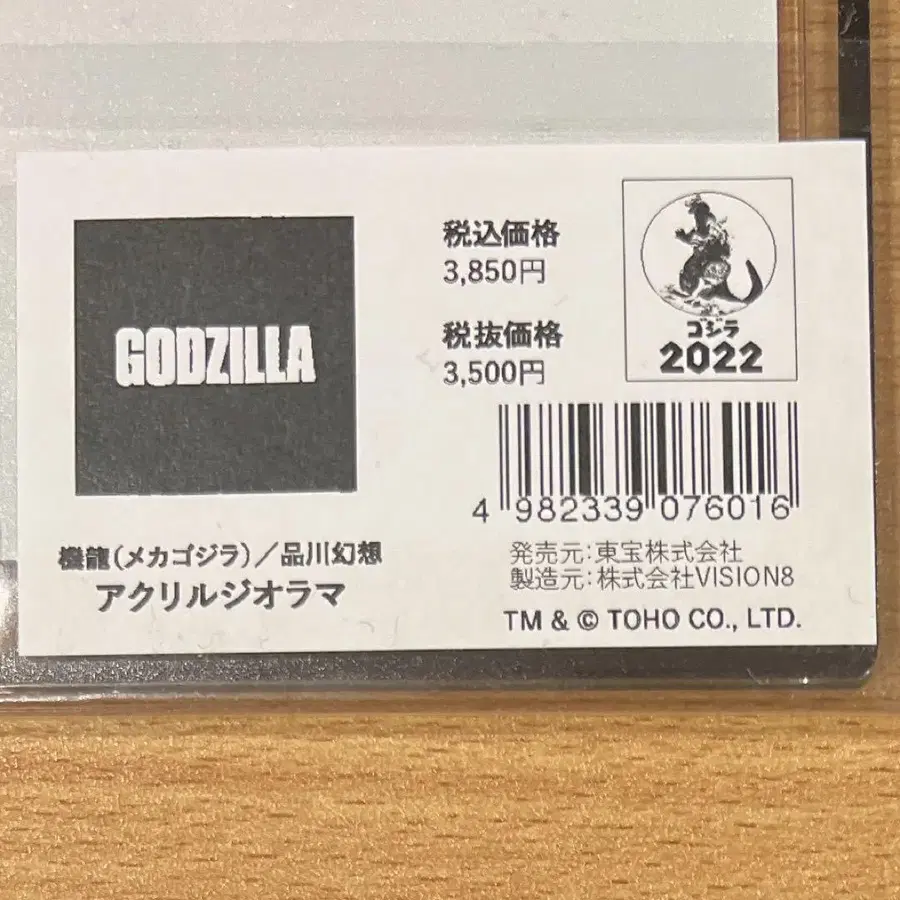 GODZILLA
機龍(メカゴジラ)／品川幻想
アクリルジオラマ
税込価格
3,850円
税抜価格
3,500円
ゴジラ
2022
4 982339 076016
発売元：東宝株式会社
製造元：株式会社VISION8
TM & © TOHO CO., LTD.